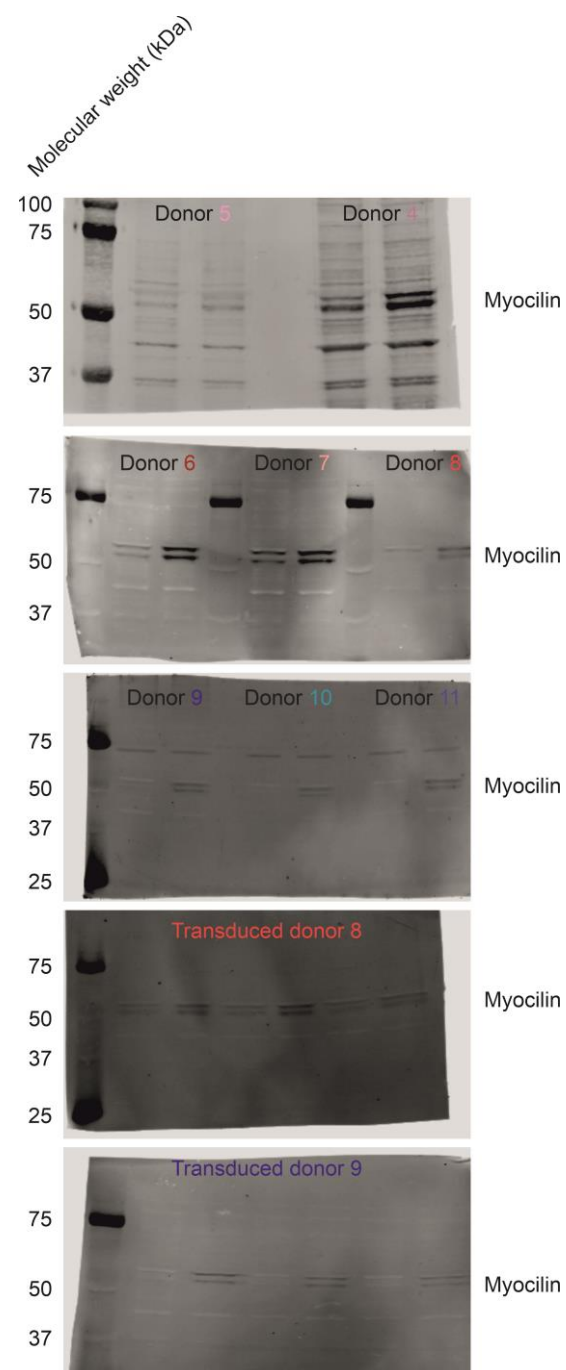 Molecular weight (kDa)
100
Donor 5
Donor 4
75
50
Myocilin
37
Donor 6
Donor 7
Donor 8
75
50
Myocilin
37
Donor 9
Donor 10
Donor 11
75
50
Myocilin
37
25
Transduced donor 8
75
50
Myocilin
37
25
Transduced donor 9
75
50
Myocilin
37